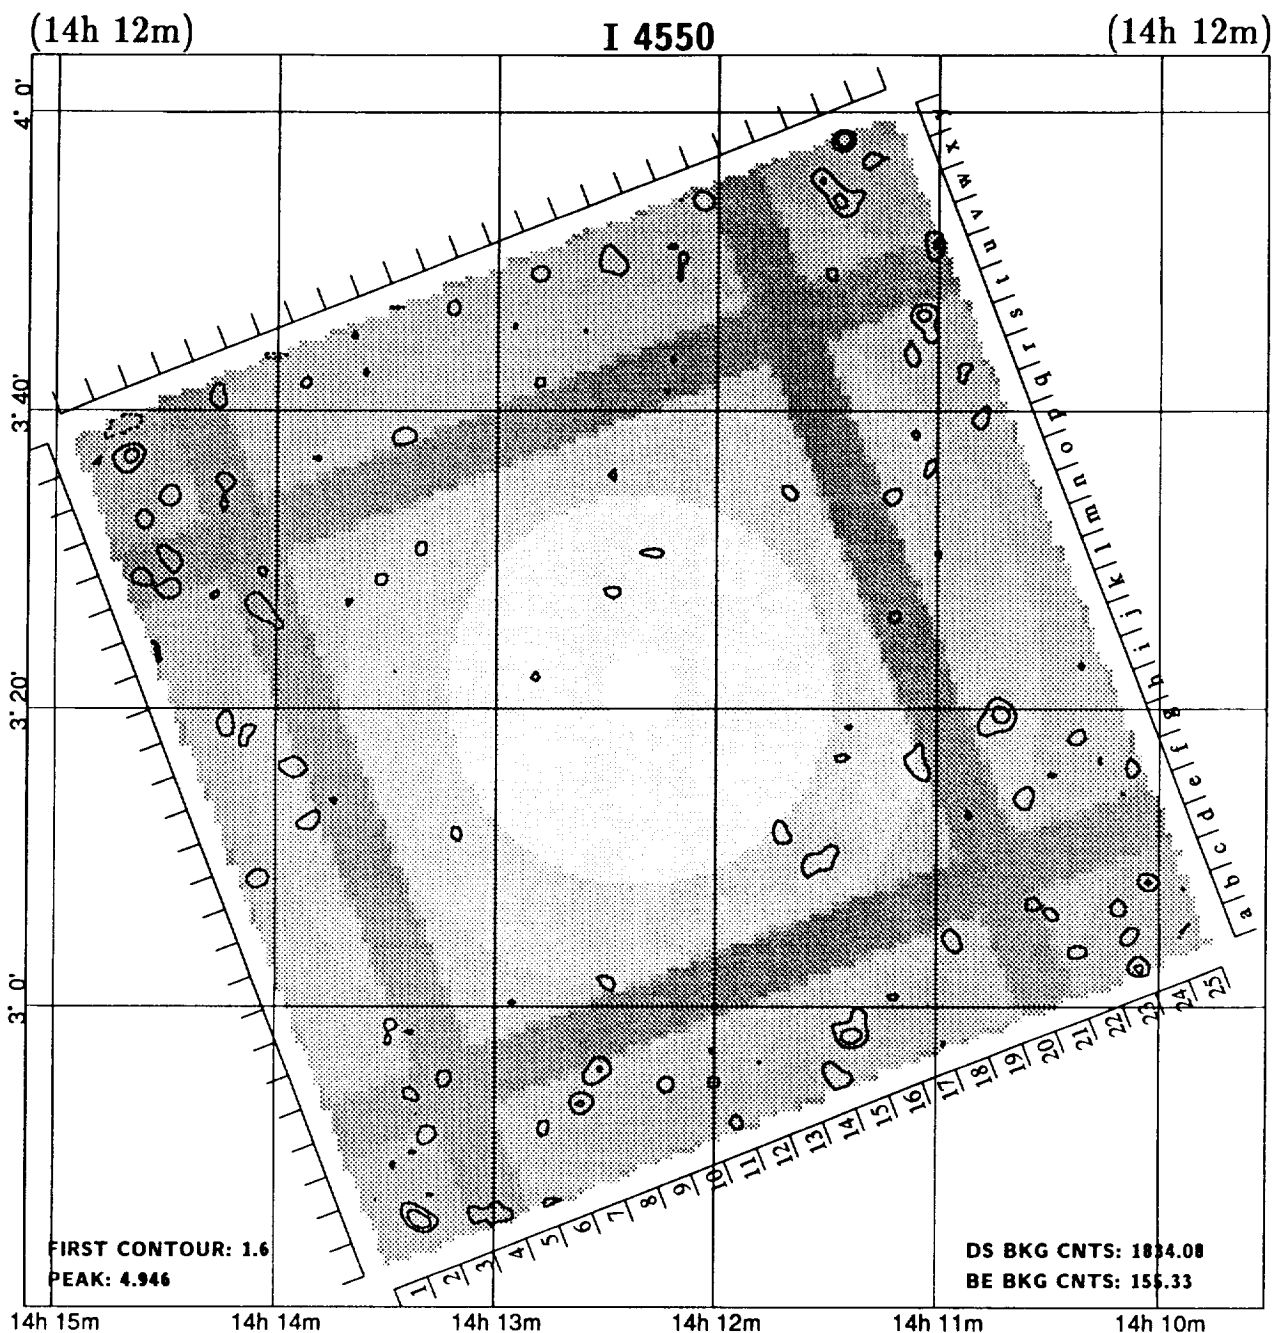 (14h 12m) I 4550 (14h 12m)
4° 0'
3° 40'
3° 20'
3° 0'
x w v u t s r q p o n m l k j i h g f e d c b a
1 2 3 4 5 6 7 8 9 10 11 12 13 14 15 16 17 18 19 20 21 22 23 24 25
FIRST CONTOUR: 1.6
PEAK: 4.946
DS BKG CNTS: 1834.08
BE BKG CNTS: 155.33
14h 15m 14h 14m 14h 13m 14h 12m 14h 11m 14h 10m